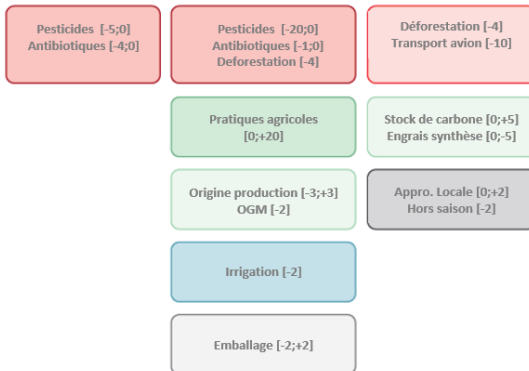 Pesticides [-5;0]
Antibiotiques [-4;0]
Pesticides [-20;0]
Antibiotiques [-1;0]
Deforestation [-4]
Déforestation [-4]
Transport avion [-10]
Pratiques agricoles
[0;+20]
Stock de carbone [0;+5]
Engrais synthèse [0;-5]
Origine production [-3;+3]
OGM [-2]
Appro. Locale [0;+2]
Hors saison [-2]
Irrigation [-2]
Emballage [-2;+2]